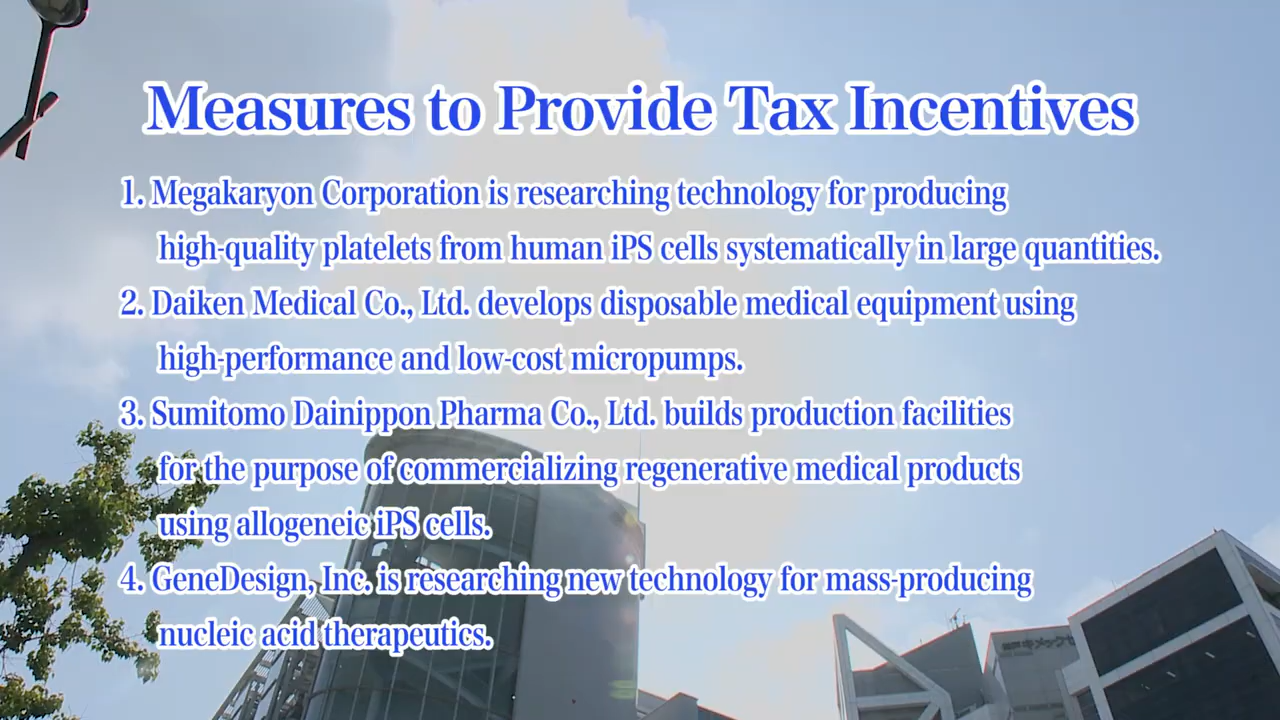 Measures to Provide Tax Incentives
1. Megakaryon Corporation is researching technology for producing
high-quality platelets from human iPS cells systematically in large quantities.
2. Daiken Medical Co., Ltd. develops disposable medical equipment using
high-performance and low-cost micropumps.
3. Sumitomo Dainippon Pharma Co., Ltd. builds production facilities
for the purpose of commercializing regenerative medical products
using allogeneic iPS cells.
4. GeneDesign, Inc. is researching new technology for mass-producing
nucleic acid therapeutics.